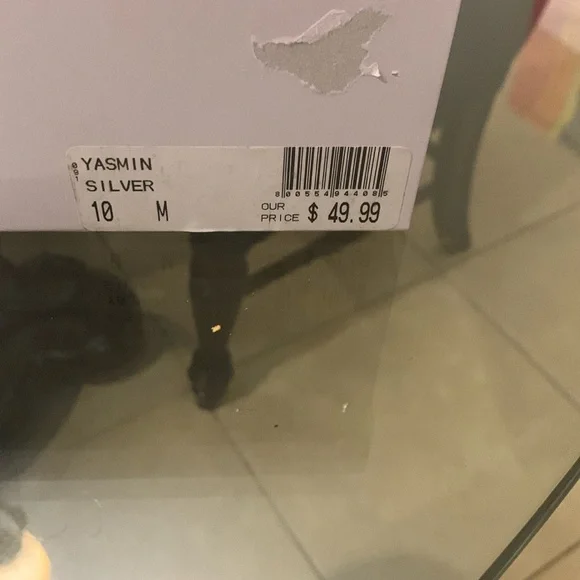 YASMIN
SILVER
10 M
8 00554 94408 5
OUR PRICE $ 49.99